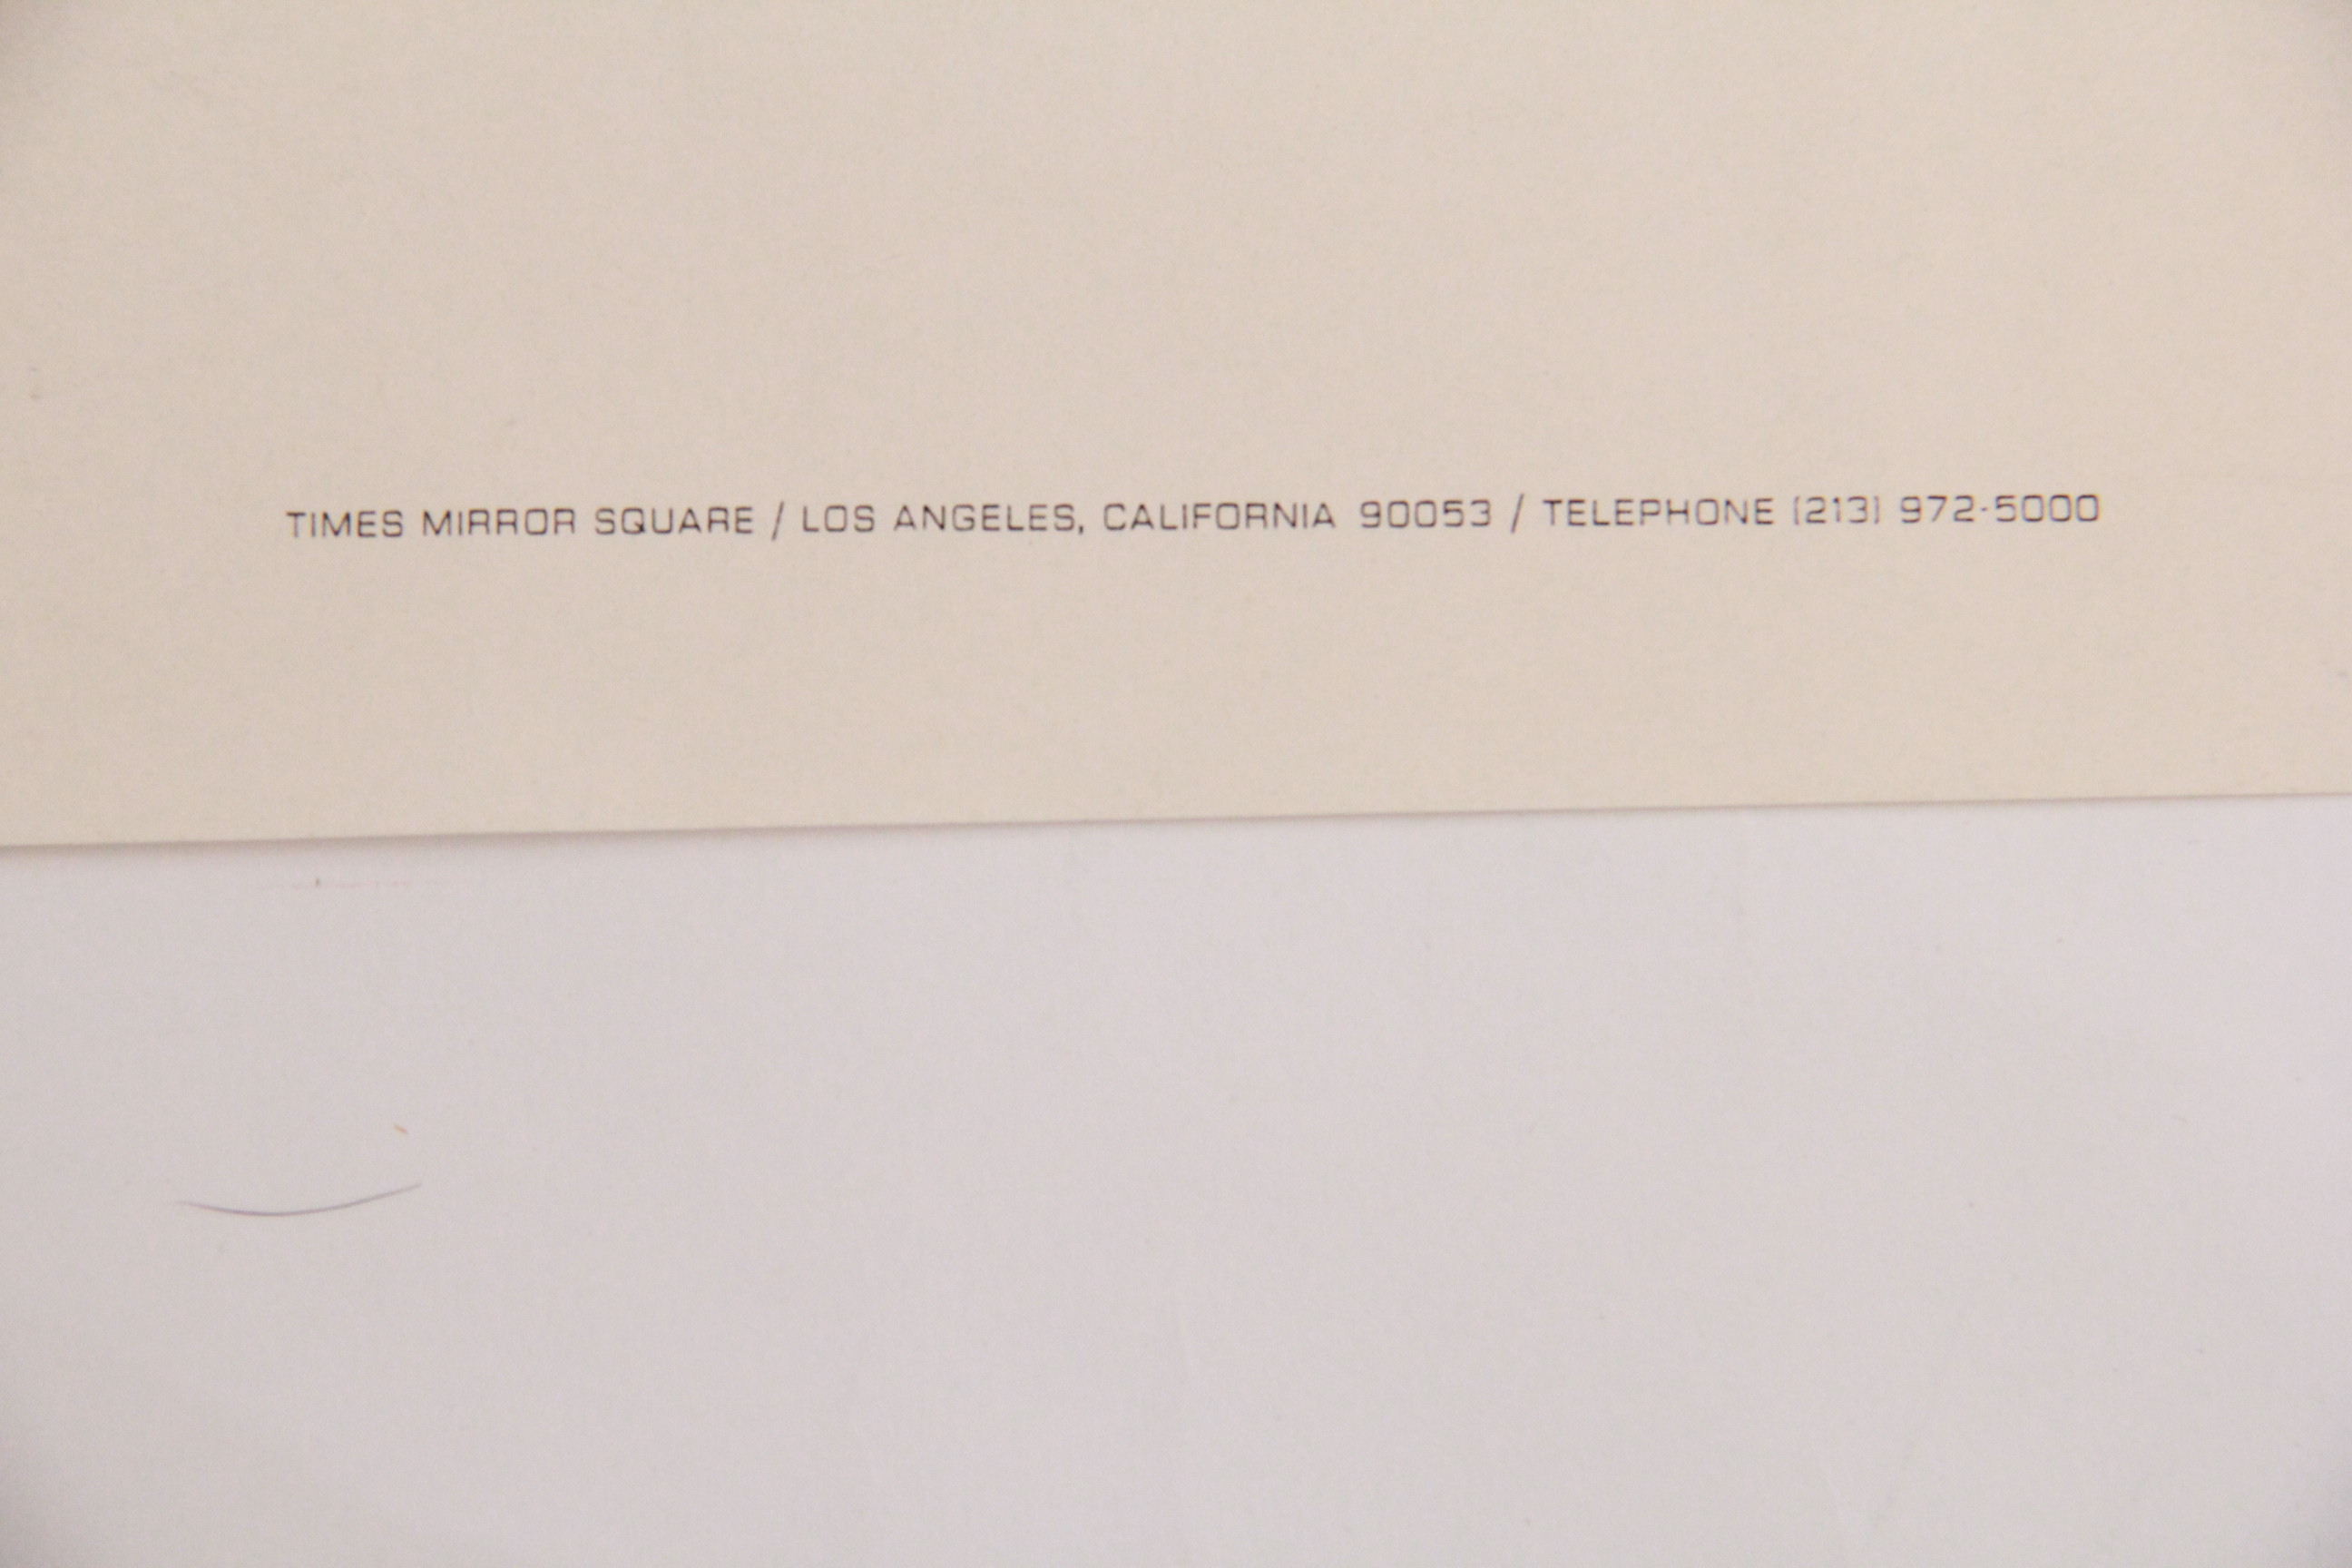 TIMES MIRROR SQUARE / LOS ANGELES, CALIFORNIA 90053 / TELEPHONE (213) 972-5000